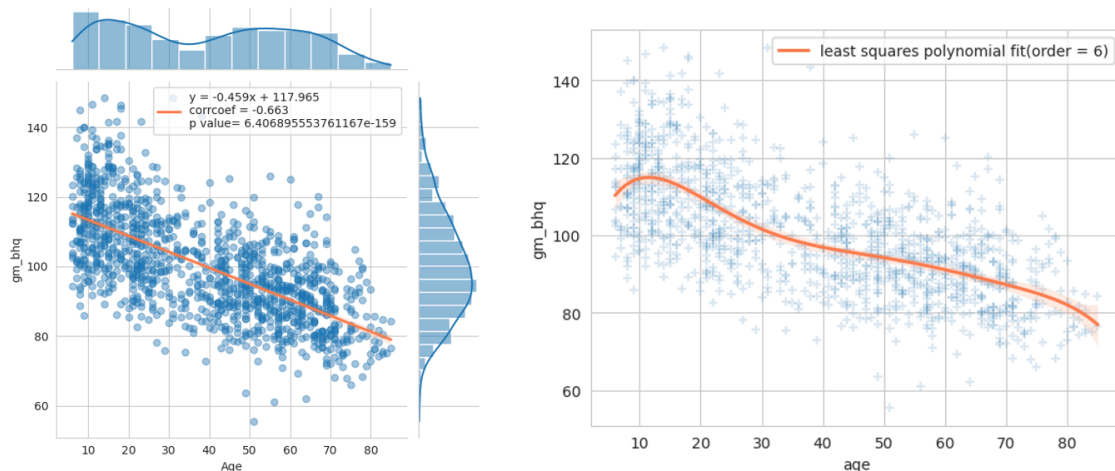 y = -0.459x + 117.965
corrcoef = -0.663
p value= 6.406895553761167e-159
140
120
100
80
60
gm_bhq
10 20 30 40 50 60 70 80
Age
least squares polynomial fit(order = 6)
140
120
100
80
60
gm_bhq
10 20 30 40 50 60 70 80
age